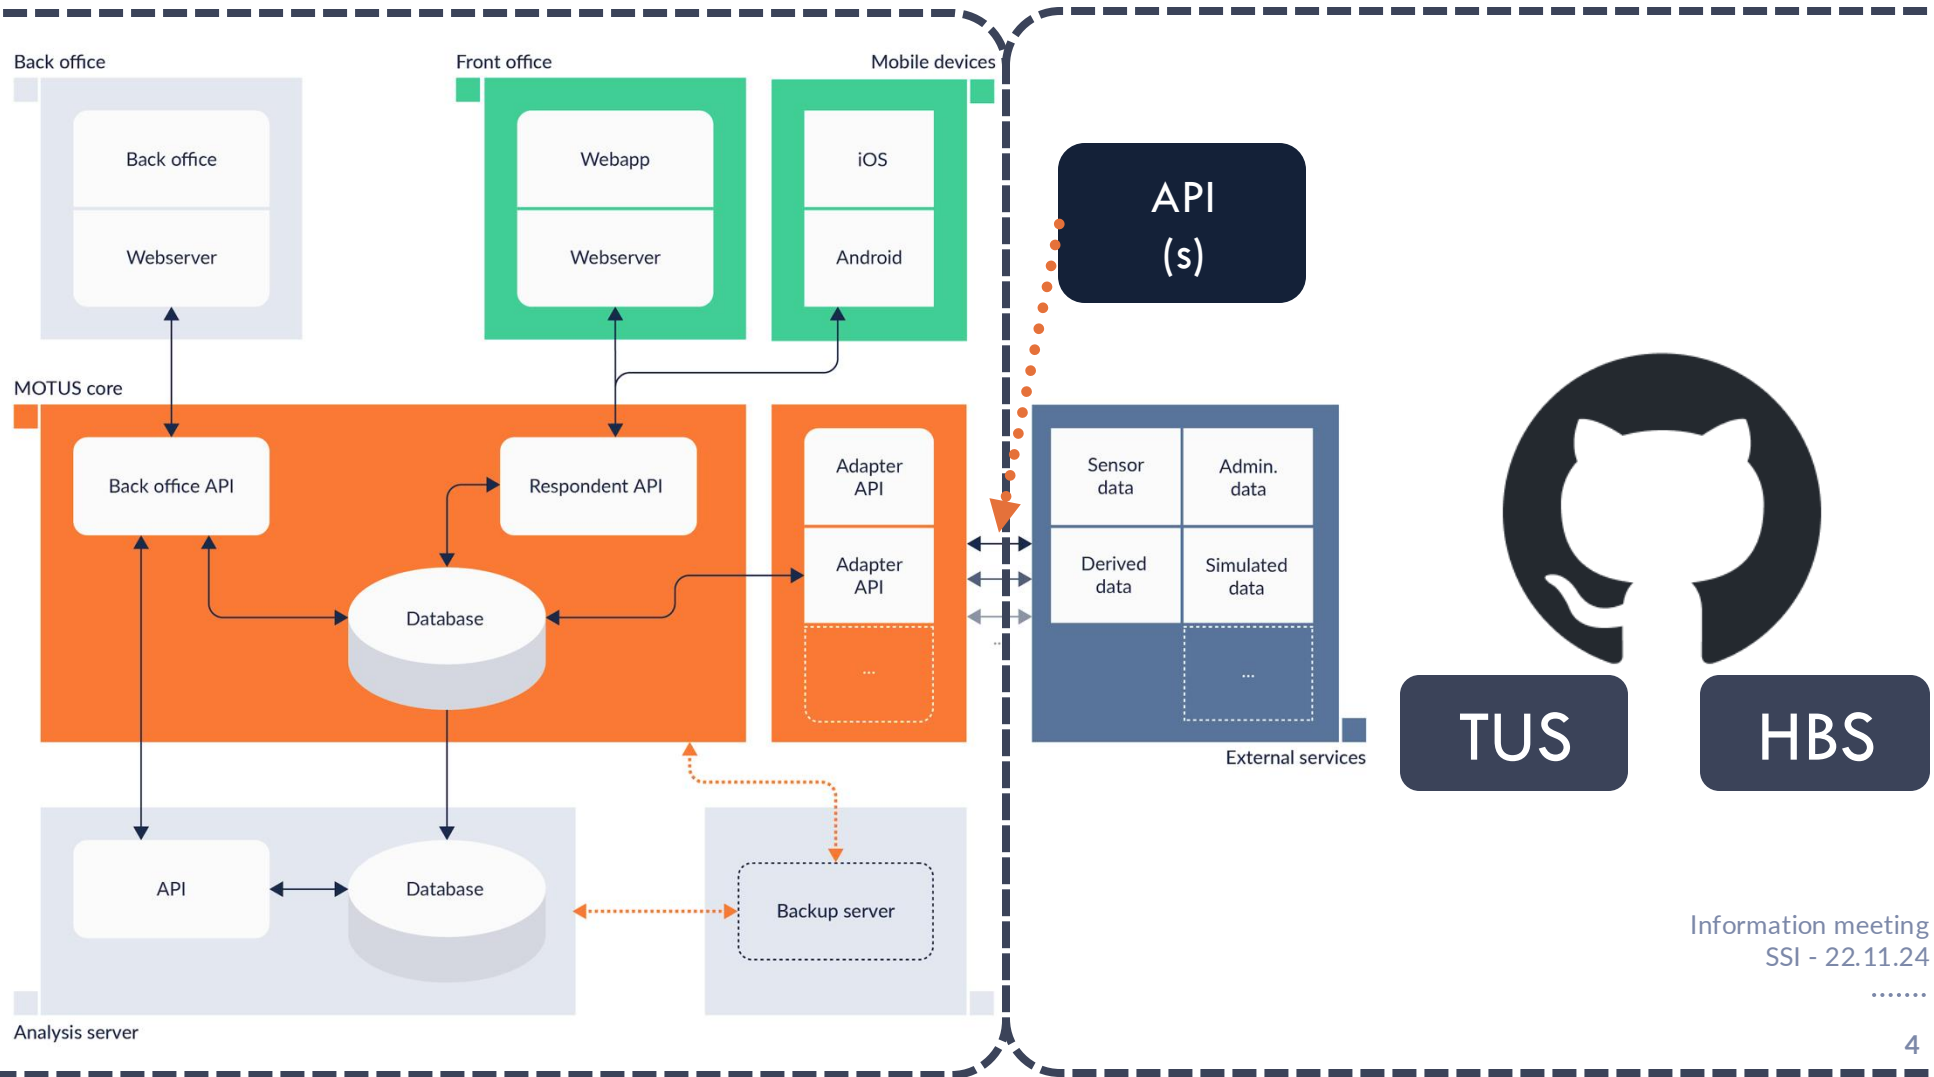 Back office
Front office
Mobile devices
Back office
Webserver
Webapp
Webserver
iOS
Android
API
(s)
MOTUS core
Back office API
Respondent API
Database
Adapter
API
Adapter
API
...
...
Sensor
data
Admin.
data
Derived
data
Simulated
data
...
External services
TUS
HBS
API
Database
Backup server
Analysis server
Information meeting
SSI - 22.11.24
.......
4